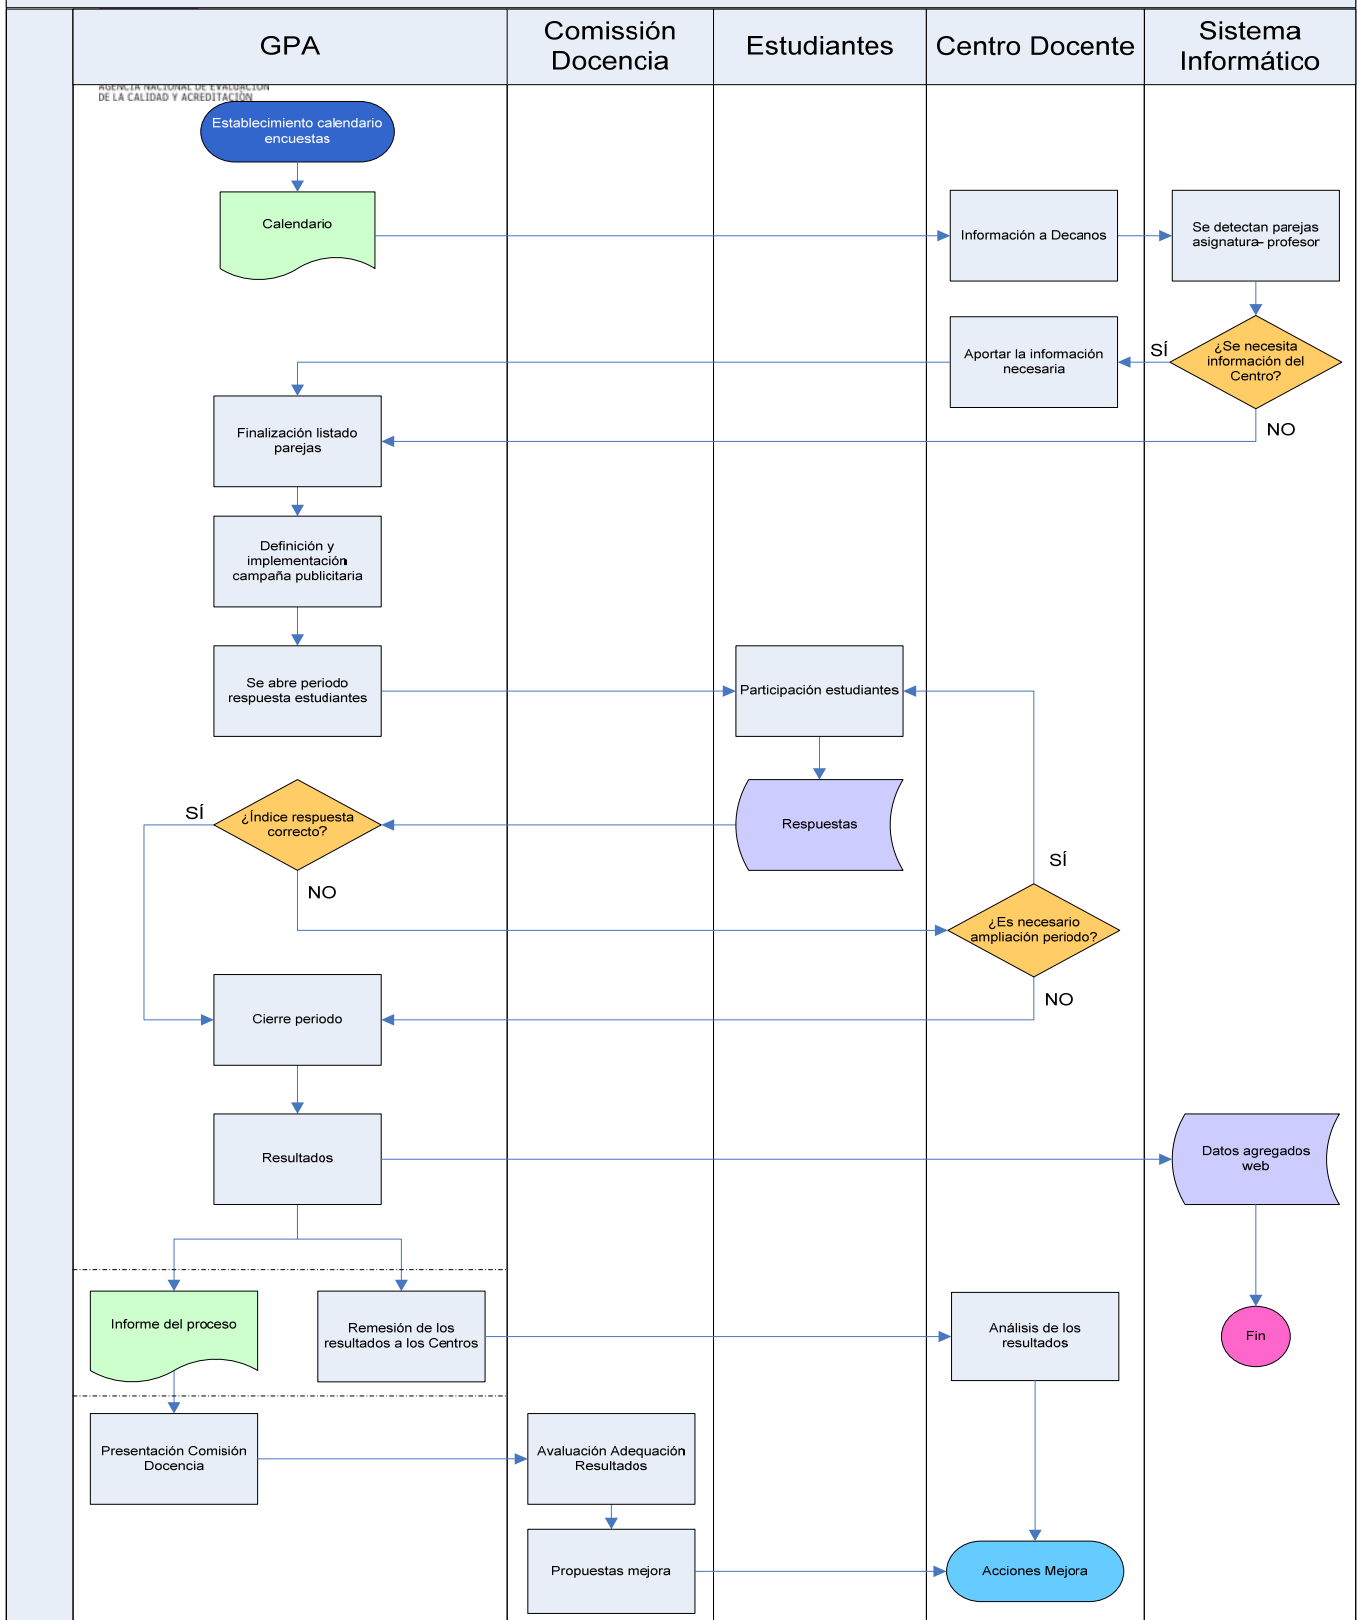 GPA
Comissión
Docencia
Estudiantes
Centro Docente
Sistema
Informático
AGENCIA NACIONAL DE EVALUACIÓN
DE LA CALIDAD Y ACREDITACIÓN
Establecimiento calendario
encuestas
Calendario
Información a Decanos
Se detectan parejas
asignatura– profesor
Aportar la información
necesaria
SÍ
¿Se necesita
información del
Centro?
NO
Finalización listado
parejas
Definición y
implementación
campaña publicitaria
Se abre periodo
respuesta estudiantes
Participación estudiantes
SÍ
¿Índice respuesta
correcto?
NO
Respuestas
SÍ
¿Es necesario
ampliación periodo?
NO
Cierre periodo
Resultados
Datos agregados
web
Informe del proceso
Remesión de los
resultados a los Centros
Análisis de los
resultados
Fin
Presentación Comisión
Docencia
Avaluación Adequación
Resultados
Propuestas mejora
Acciones Mejora